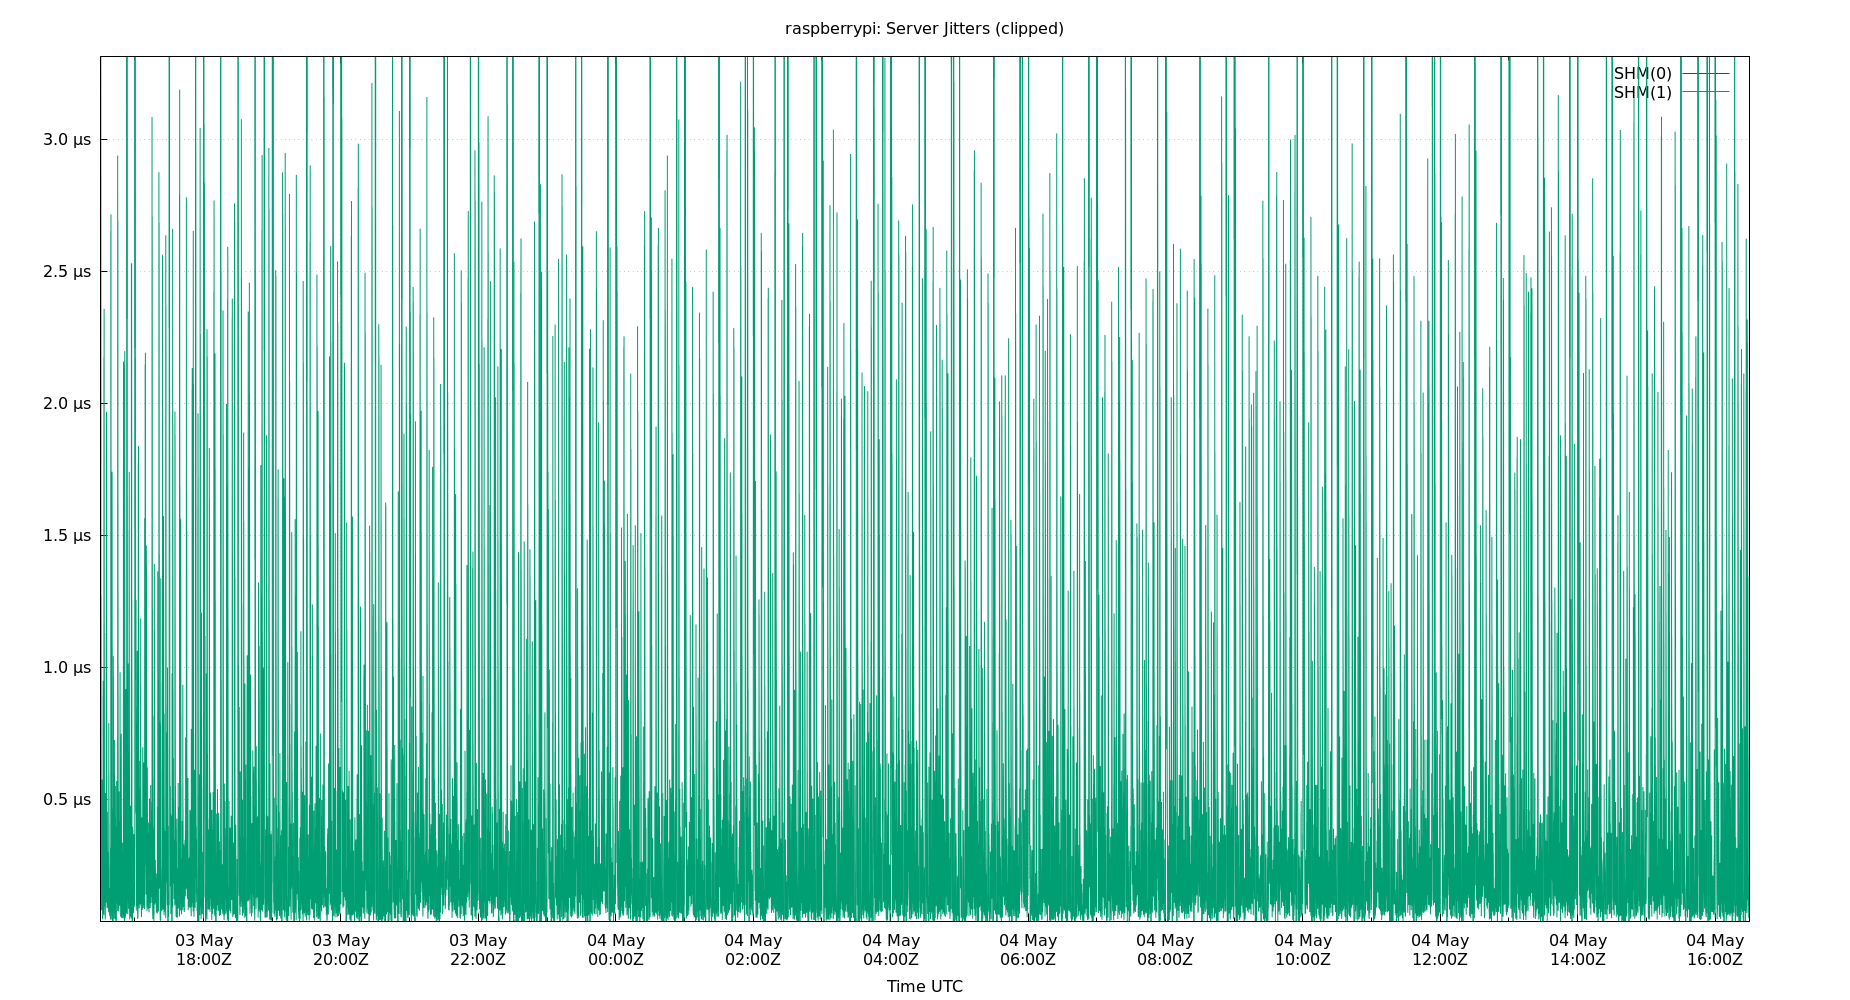 raspberrypi: Server Jitters (clipped)
SHM(0)
SHM(1)
3.0 µs
2.5 µs
2.0 µs
1.5 µs
1.0 µs
0.5 µs
03 May 03 May 03 May 04 May 04 May 04 May 04 May 04 May 04 May 04 May 04 May 04 May
18:00Z 20:00Z 22:00Z 00:00Z 02:00Z 04:00Z 06:00Z 08:00Z 10:00Z 12:00Z 14:00Z 16:00Z
Time UTC